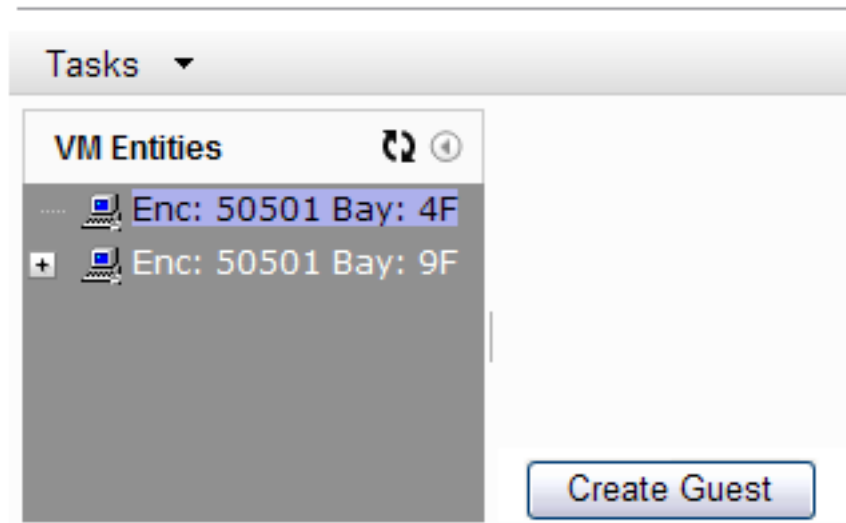 Tasks
VM Entities
Enc: 50501 Bay: 4F
Enc: 50501 Bay: 9F
Create Guest